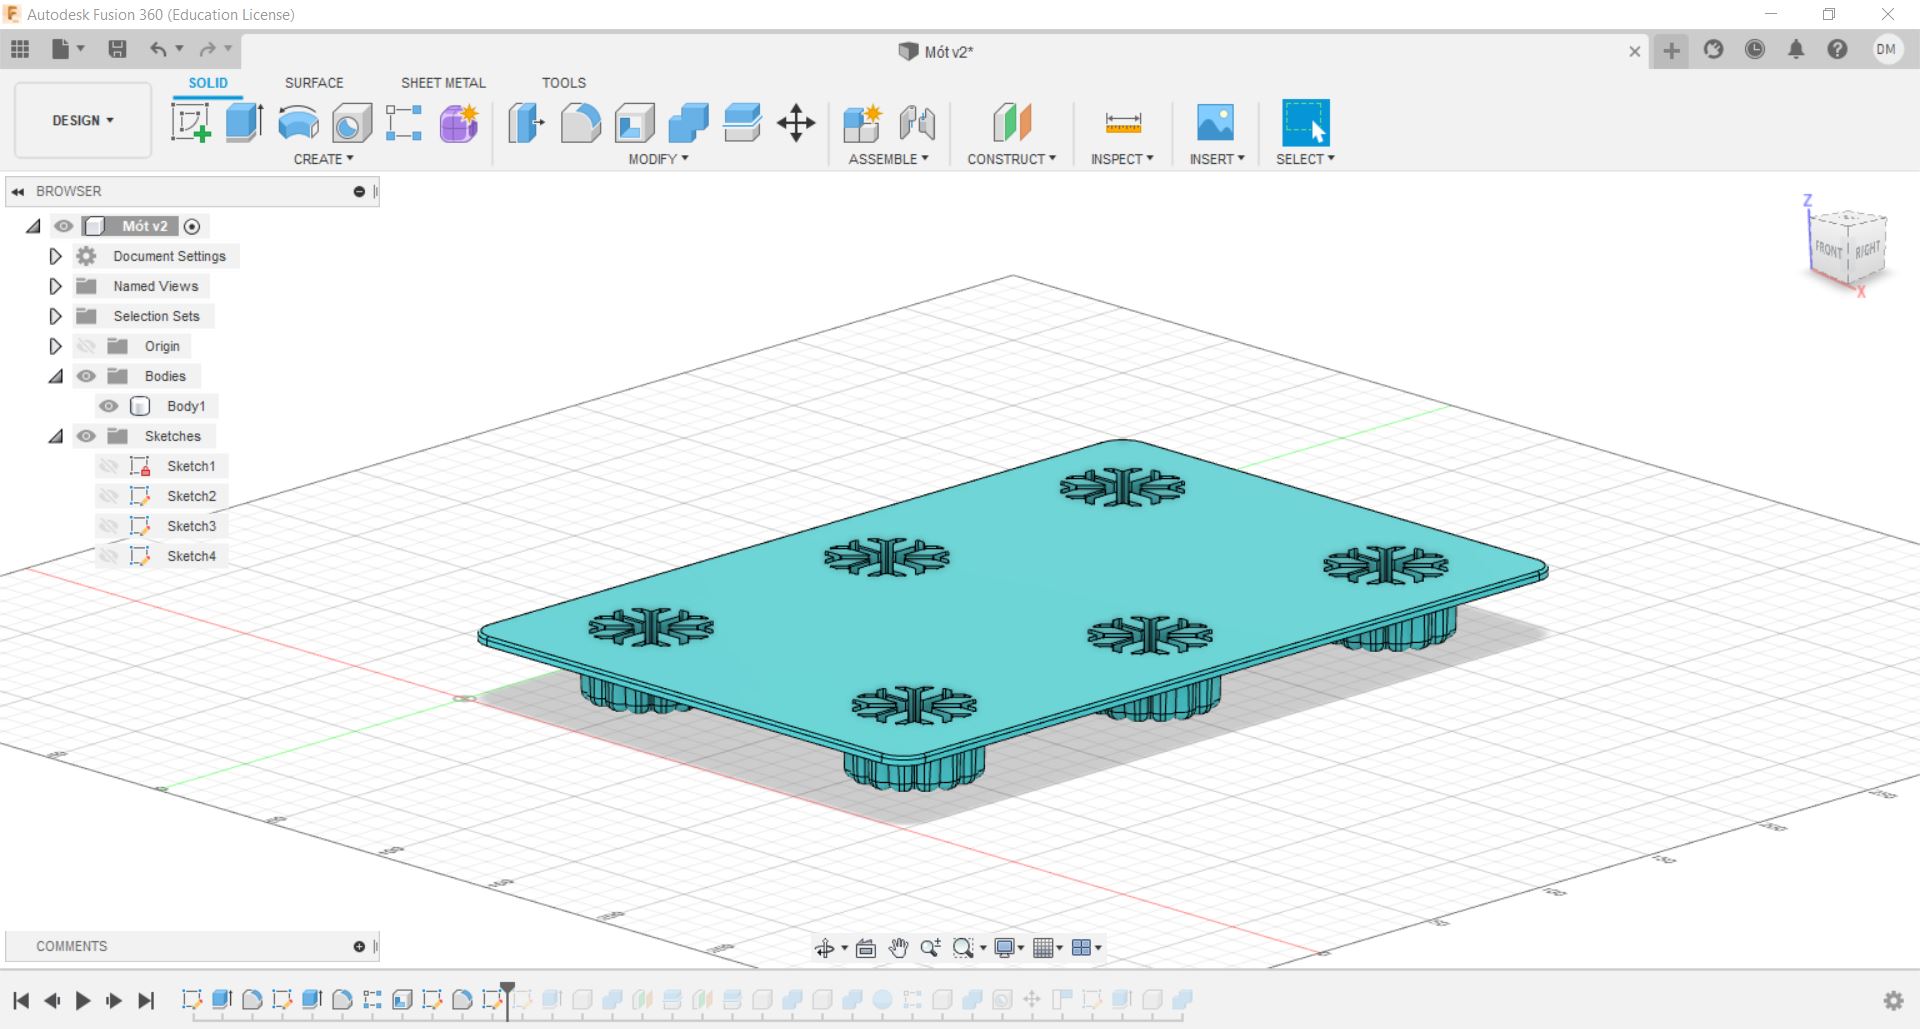 Autodesk Fusion 360 (Education License)
Mót v2*
DM
SOLID SURFACE SHEET METAL TOOLS
DESIGN
CREATE MODIFY ASSEMBLE CONSTRUCT INSPECT INSERT SELECT
BROWSER
Mót v2
Document Settings
Named Views
Selection Sets
Origin
Bodies
Body1
Sketches
Sketch1
Sketch2
Sketch3
Sketch4
Z
FRONT RIGHT
X
COMMENTS